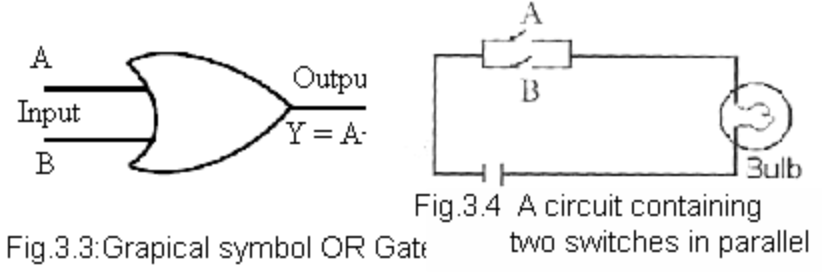 A
Input
B
Outpu
Y = A
Fig.3.3:Grapical symbol OR Gate
A
B
Bulb
Fig.3.4 A circuit containing
two switches in parallel